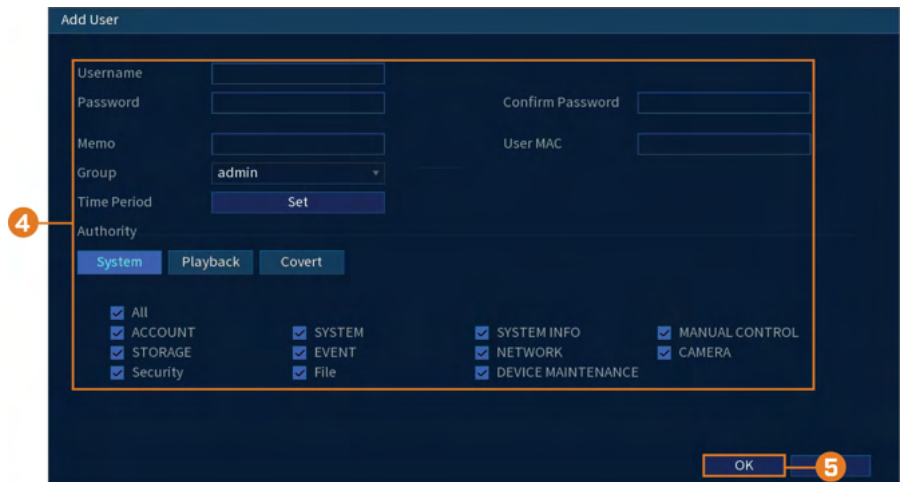 Add User
Username
Password Confirm Password
Memo User MAC
Group admin
Time Period Set
4
Authority
System Playback Covert
All
ACCOUNT SYSTEM SYSTEM INFO MANUAL CONTROL
STORAGE EVENT NETWORK CAMERA
Security File DEVICE MAINTENANCE
OK 5